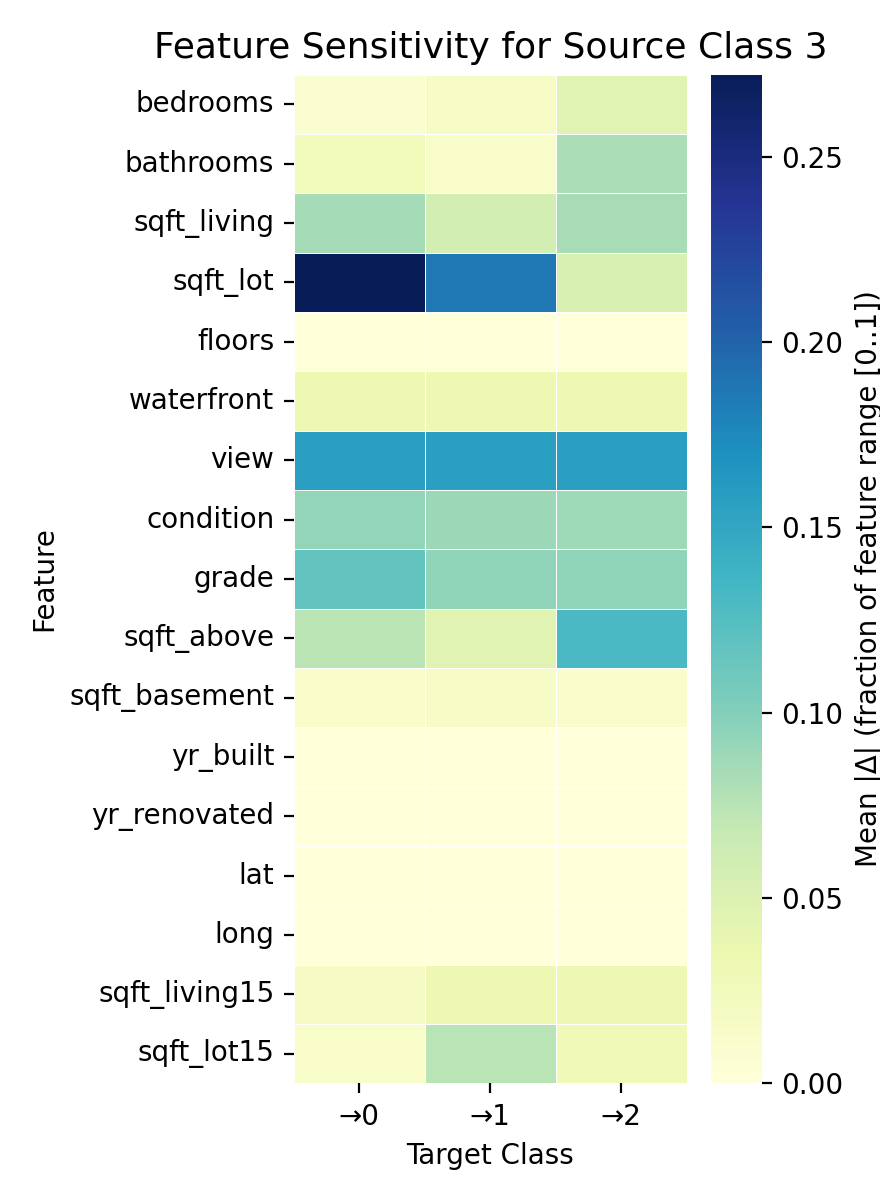 Feature Sensitivity for Source Class 3
bedrooms
bathrooms
sqft_living
sqft_lot
floors
waterfront
view
condition
grade
sqft_above
sqft_basement
yr_built
yr_renovated
lat
long
sqft_living15
sqft_lot15
Feature
→0
→1
→2
Target Class
0.25
0.20
0.15
0.10
0.05
0.00
Mean |Δ| (fraction of feature range [0..1])